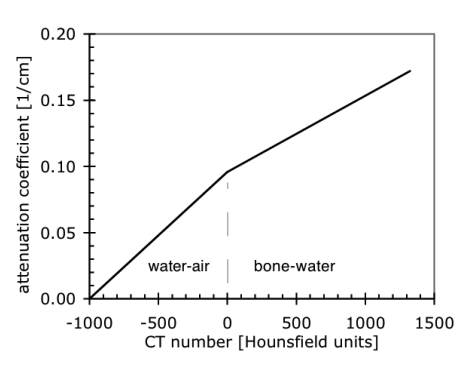 0.20
0.15
0.10
0.05
0.00
attenuation coefficient [1/cm]
water-air
bone-water
-1000 -500 0 500 1000 1500
CT number [Hounsfield units]